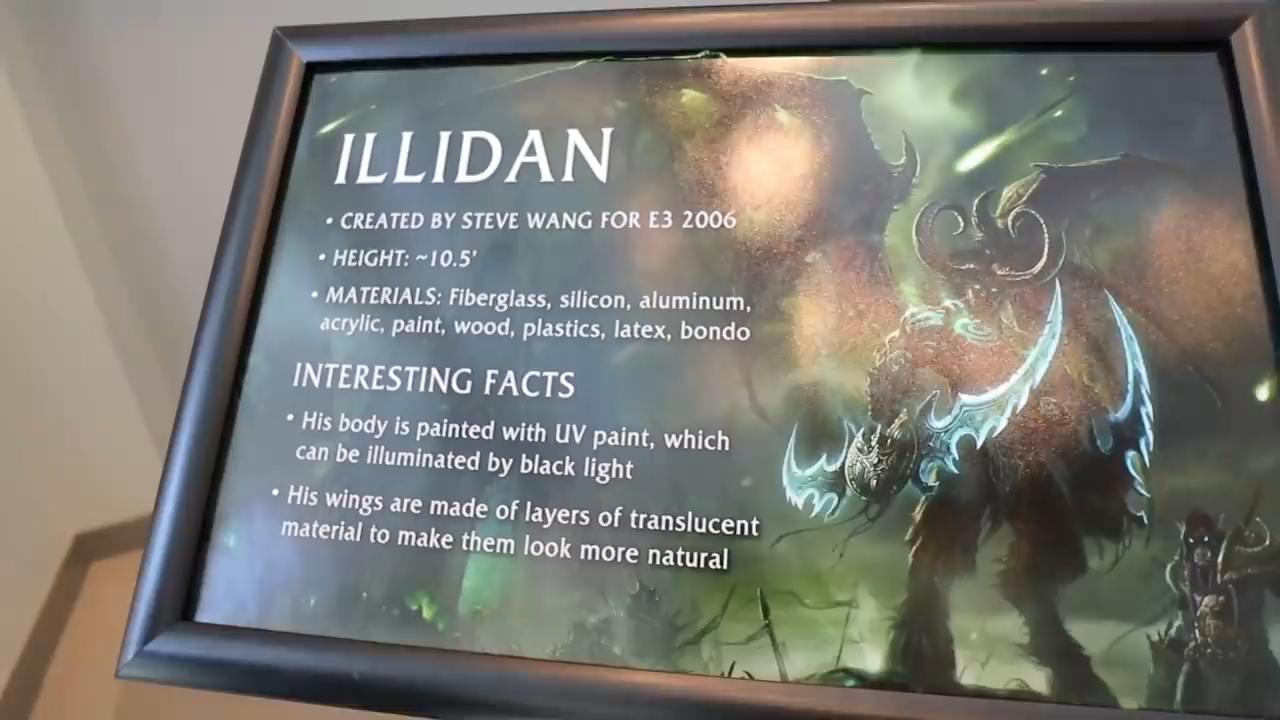 ILLIDAN
• CREATED BY STEVE WANG FOR E3 2006
• HEIGHT: ~10.5'
• MATERIALS: Fiberglass, silicon, aluminum,
acrylic, paint, wood, plastics, latex, bondo
INTERESTING FACTS
• His body is painted with UV paint, which
can be illuminated by black light
• His wings are made of layers of translucent
material to make them look more natural